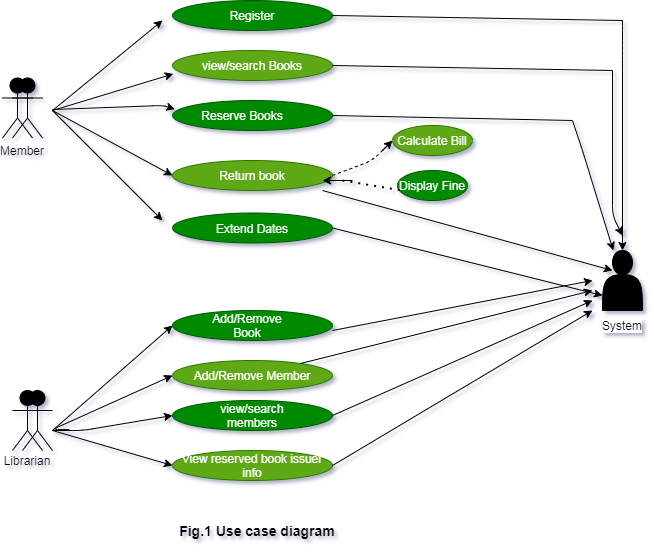 Register
view/search Books
Member
Reserve Books
Calculate Bill
Return book
Display Fine
Extend Dates
System
Add/Remove
Book
Add/Remove Member
view/search
members
Librarian
View reserved book issuer
info
Fig.1 Use case diagram